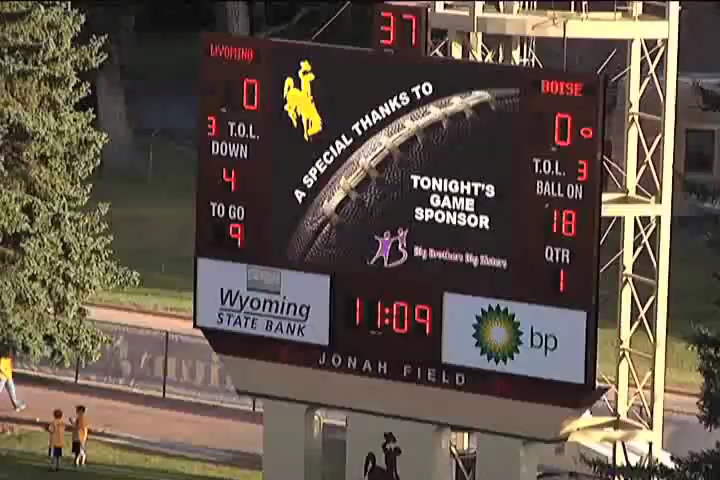 37
WYOMING
BOISE
0
0
A SPECIAL THANKS TO
3 T.O.L.
T.O.L. 3
DOWN
BALL ON
4
18
TO GO
QTR
9
1
TONIGHT'S
GAME
SPONSOR
Big Brothers Big Sisters
Wyoming
STATE BANK
11:09
bp
JONAH FIELD